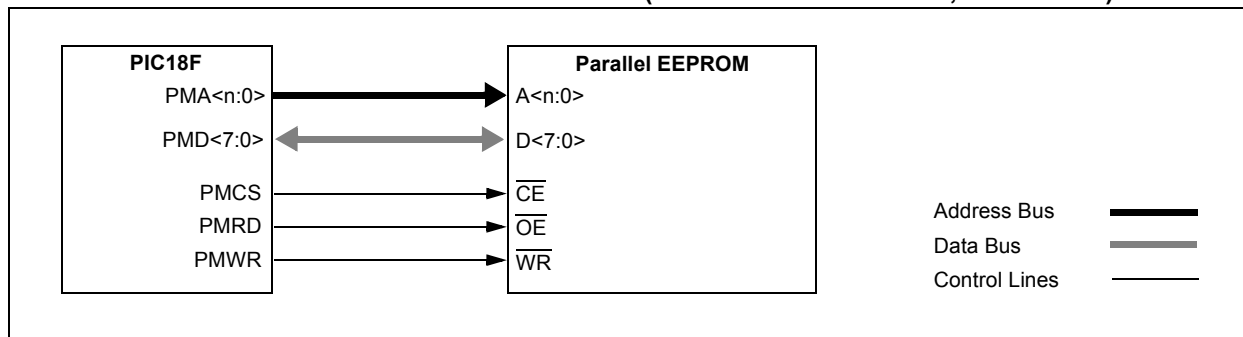 PIC18F
Parallel EEPROM
PMA<n:0>
A<n:0>
PMD<7:0>
D<7:0>
PMCS
CE
PMRD
OE
PMWR
WR
Address Bus
Data Bus
Control Lines